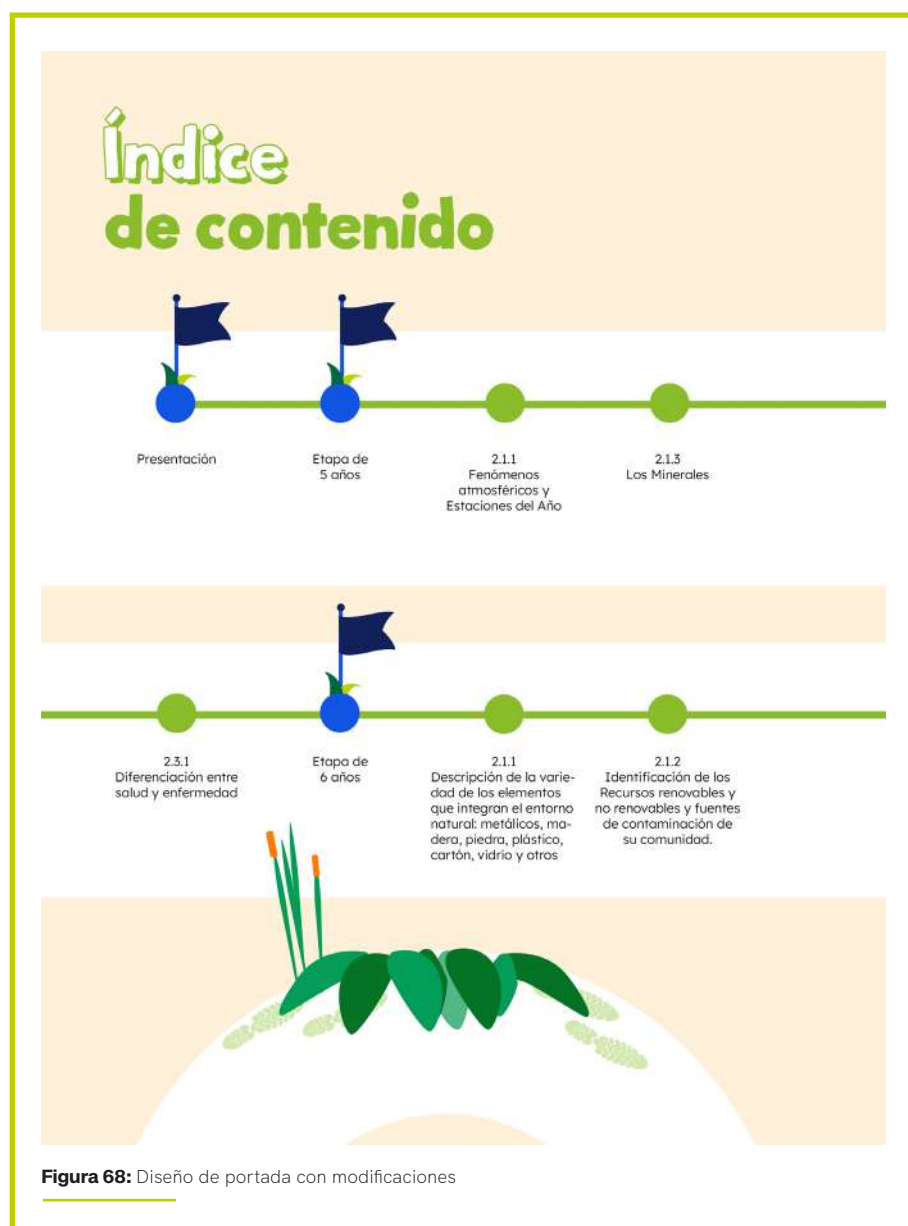 Índice
de contenido
Presentación
Etapa de
5 años
2.1.1
Fenómenos
atmosféricos y
Estaciones del Año
2.1.3
Los Minerales
2.3.1
Diferenciación entre
salud y enfermedad
Etapa de
6 años
2.1.1
Descripción de la varie-
dad de los elementos
que integran el entorno
natural: metálicos, ma-
dera, piedra, plástico,
cartón, vidrio y otros
2.1.2
Identificación de los
Recursos renovables y
no renovables y fuentes
de contaminación de
su comunidad.
Figura 68: Diseño de portada con modificaciones